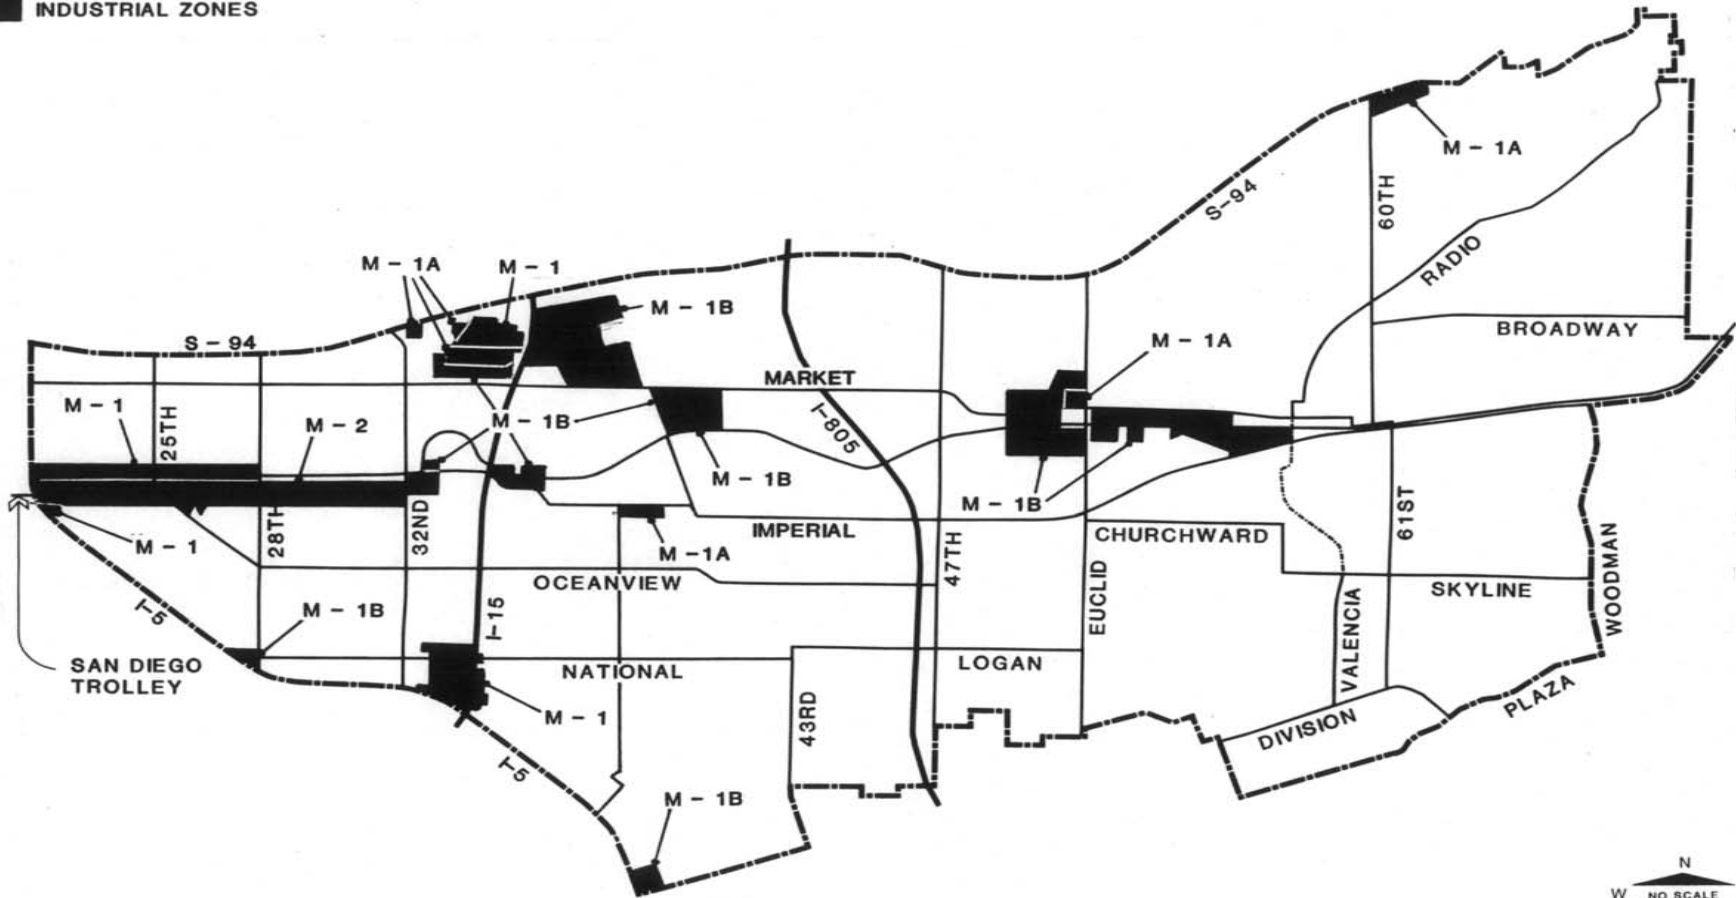 INDUSTRIAL ZONES
M - 1A
S-94
60TH
RADIO
M - 1A
M - 1
M - 1B
BROADWAY
S - 94
M - 1A
MARKET
M - 1
25TH
M - 2
M - 1B
I-805
M - 1B
M - 1B
28TH
32ND
M - 1
IMPERIAL
M - 1A
47TH
CHURCHWARD
61ST
OCEANVIEW
EUCLID
SKYLINE
WOODMAN
I-5
M - 1B
I-15
VALENCIA
SAN DIEGO
TROLLEY
NATIONAL
LOGAN
M - 1
43RD
DIVISION
PLAZA
I-5
M - 1B
N
W
NO SCALE